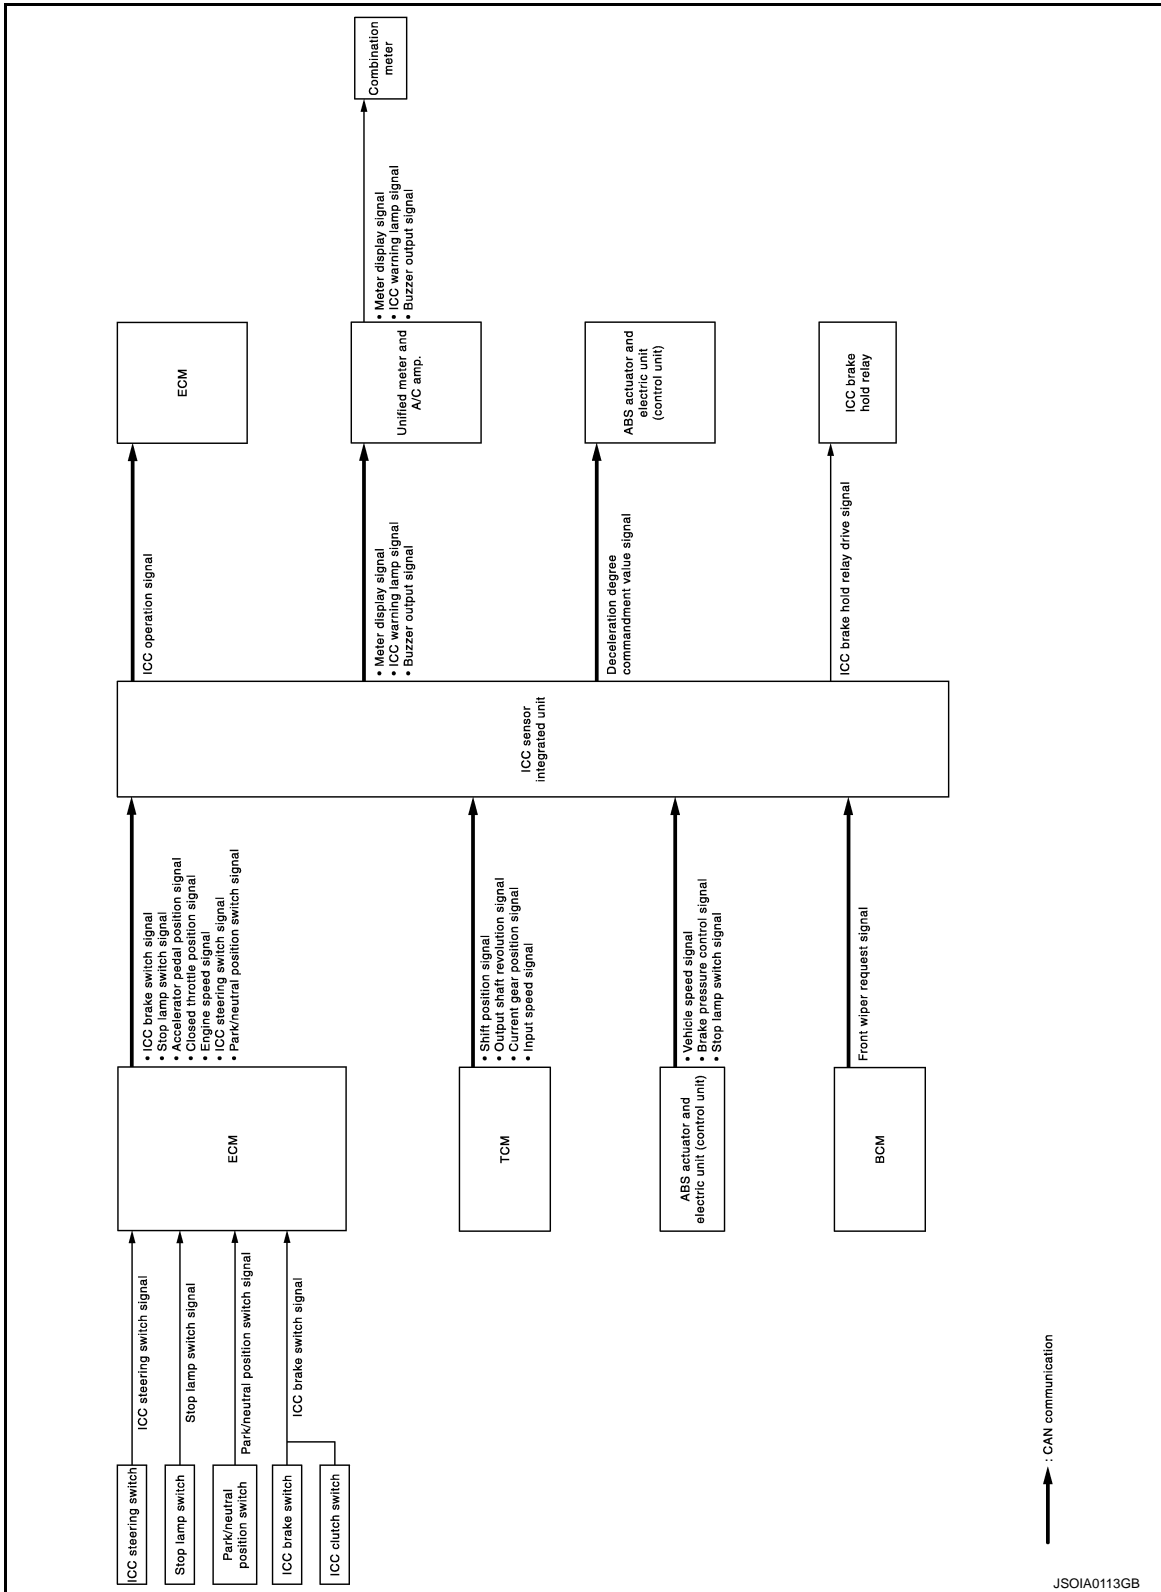 ICC steering switch
Stop lamp switch
Park/neutral
position switch
ICC brake switch
ICC clutch switch
ICC steering switch signal
Stop lamp switch signal
Park/neutral position switch signal
ICC brake switch signal
ECM
TCM
ABS actuator and
electric unit (control unit)
BCM
• ICC brake switch signal
• Stop lamp switch signal
• Accelerator pedal position signal
• Closed throttle position signal
• Engine speed signal
• ICC steering switch signal
• Park/neutral position switch signal
• Shift position signal
• Output shaft revolution signal
• Current gear position signal
• Input speed signal
• Vehicle speed signal
• Brake pressure control signal
• Stop lamp switch signal
Front wiper request signal
ICC sensor
integrated unit
ICC operation signal
• Meter display signal
• ICC warning lamp signal
• Buzzer output signal
Deceleration degree
commandment value signal
ICC brake hold relay drive signal
ECM
Unified meter and
A/C amp.
ABS actuator and
electric unit
(control unit)
ICC brake
hold relay
• Meter display signal
• ICC warning lamp signal
• Buzzer output signal
Combination
meter
: CAN communication
JSOIA0113GB